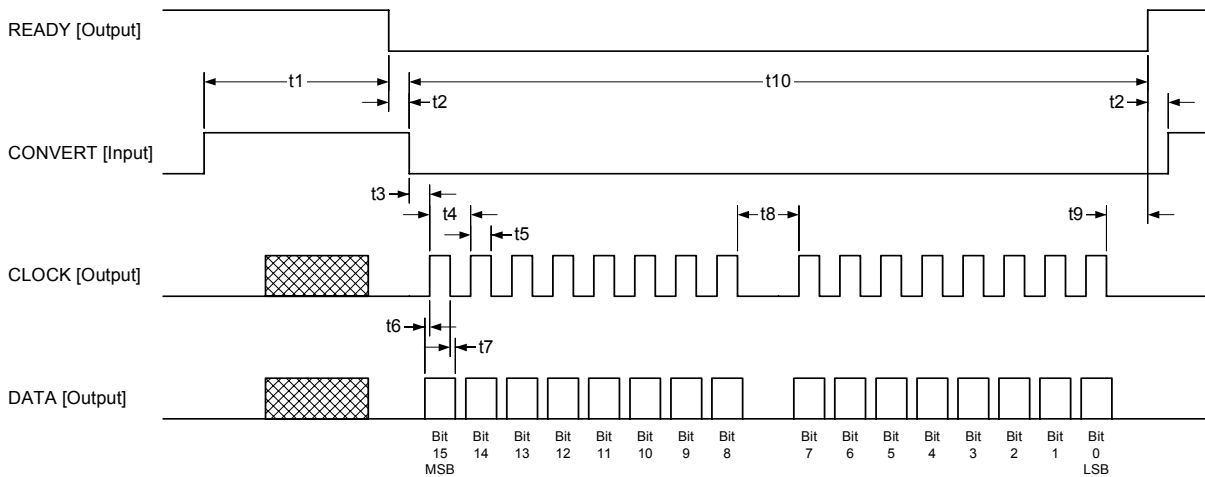 READY [Output]
t1
t10
t2
t2
CONVERT [Input]
t3
t4
t8
t9
t5
CLOCK [Output]
t6
t7
DATA [Output]
Bit 15 MSB
Bit 14
Bit 13
Bit 12
Bit 11
Bit 10
Bit 9
Bit 8
Bit 7
Bit 6
Bit 5
Bit 4
Bit 3
Bit 2
Bit 1
Bit 0 LSB